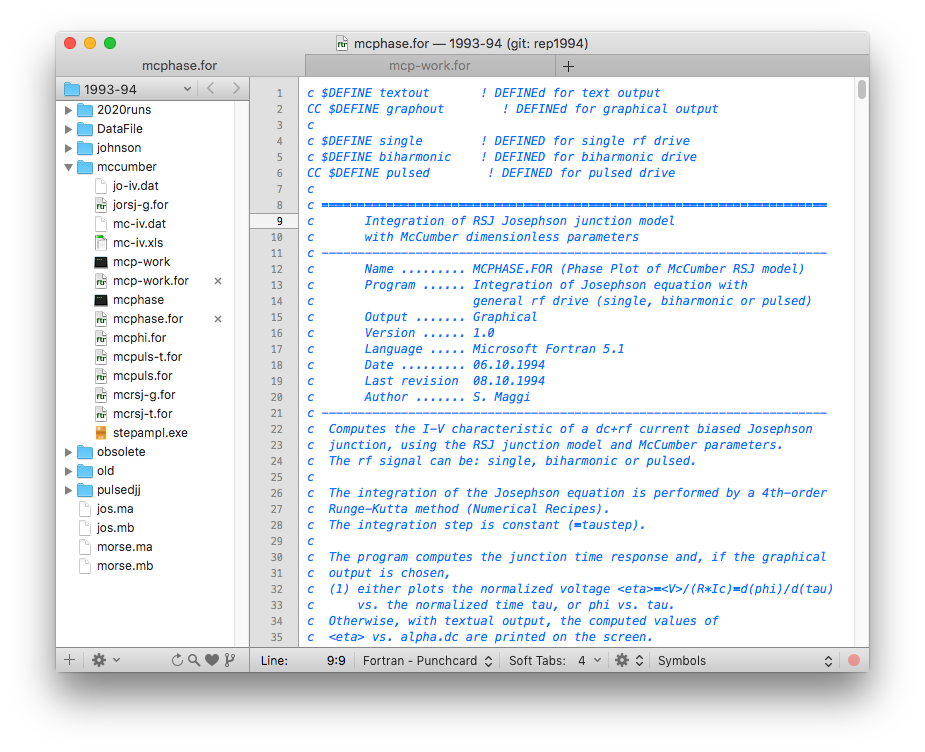 mcphase.for — 1993-94 (git: rep1994)
mcphase.for
mcp-work.for
1993-94
2020runs
DataFile
johnson
mccumber
jo-iv.dat
jorsj-g.for
mc-iv.dat
mc-iv.xls
mcp-work
mcp-work.for
mcphase
mcphase.for
mcphi.for
mcpuls-t.for
mcpuls.for
mcrsj-g.for
mcrsj-t.for
stepampl.exe
obsolete
old
pulsedjj
jos.ma
jos.mb
morse.ma
morse.mb
1 c $DEFINE textout ! DEFINEd for text output
2 CC $DEFINE graphout ! DEFINEd for graphical output
3 c
4 c $DEFINE single ! DEFINED for single rf drive
5 c $DEFINE biharmonic ! DEFINED for biharmonic drive
6 CC $DEFINE pulsed ! DEFINED for pulsed drive
7 c
8 c ======================================================================
9 c Integration of RSJ Josephson junction model
10 c with McCumber dimensionless parameters
11 c ----------------------------------------------------------------------
12 c Name ......... MCPHASE.FOR (Phase Plot of McCumber RSJ model)
13 c Program ...... Integration of Josephson equation with
14 c general rf drive (single, biharmonic or pulsed)
15 c Output ....... Graphical
16 c Version ...... 1.0
17 c Language ..... Microsoft Fortran 5.1
18 c Date ......... 06.10.1994
19 c Last revision 08.10.1994
20 c Author ....... S. Maggi
21 c ----------------------------------------------------------------------
22 c Computes the I-V characteristic of a dc+rf current biased Josephson
23 c junction, using the RSJ junction model and McCumber parameters.
24 c The rf signal can be: single, biharmonic or pulsed.
25 c
26 c The integration of the Josephson equation is performed by a 4th-order
27 c Runge-Kutta method (Numerical Recipes).
28 c The integration step is constant (=taustep).
29 c
30 c The program computes the junction time response and, if the graphical
31 c output is chosen,
32 c (1) either plots the normalized voltage <eta>=<V>/(R*Ic)=d(phi)/d(tau)
33 c vs. the normalized time tau, or phi vs. tau.
34 c Otherwise, with textual output, the computed values of
35 c <eta> vs. alpha.dc are printed on the screen.
Line: 9:9 Fortran - Punchcard Soft Tabs: 4 Symbols